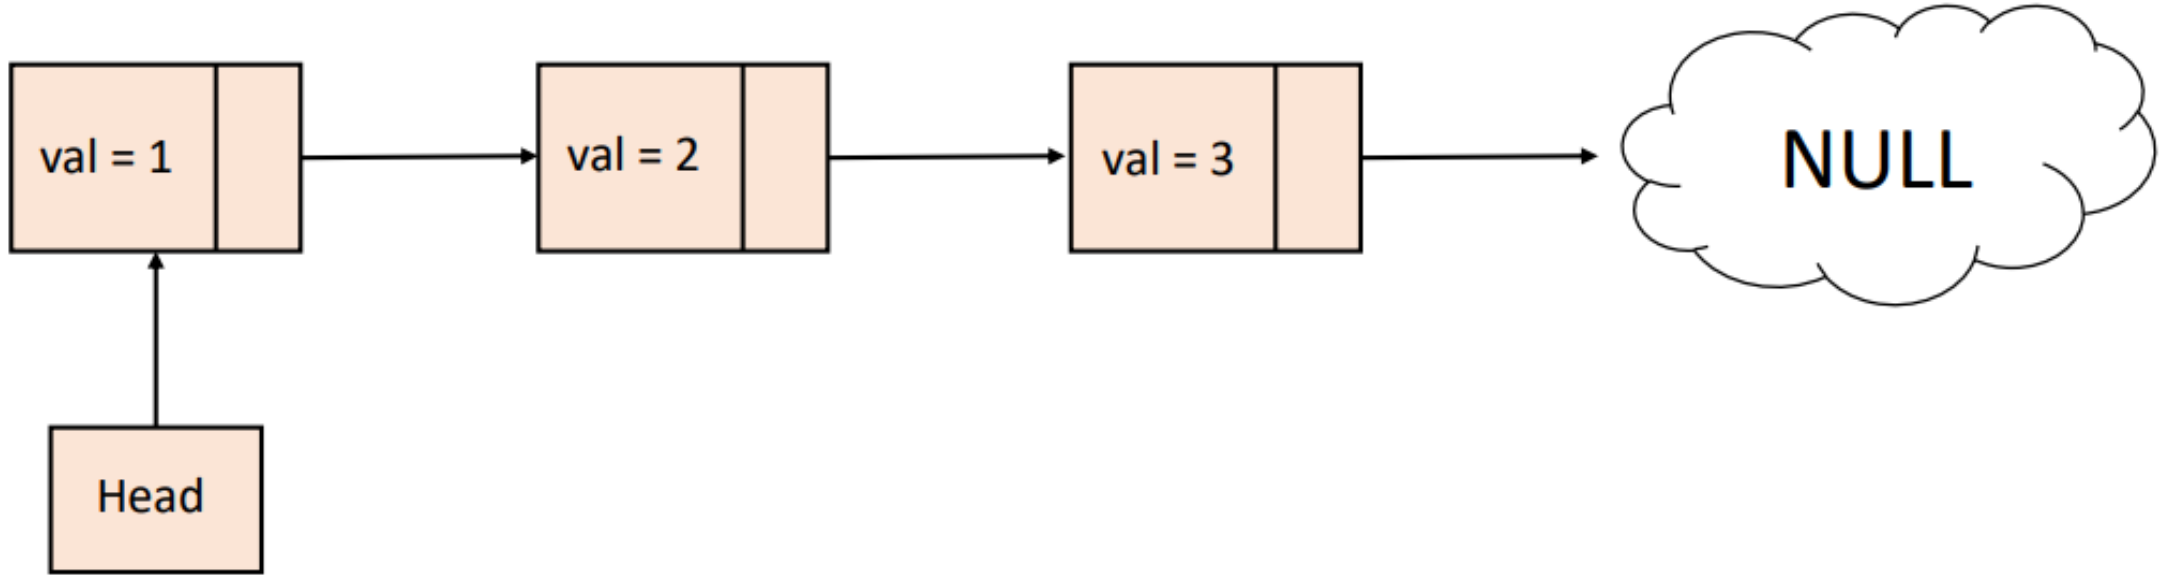 val = 1
val = 2
val = 3
NULL
Head